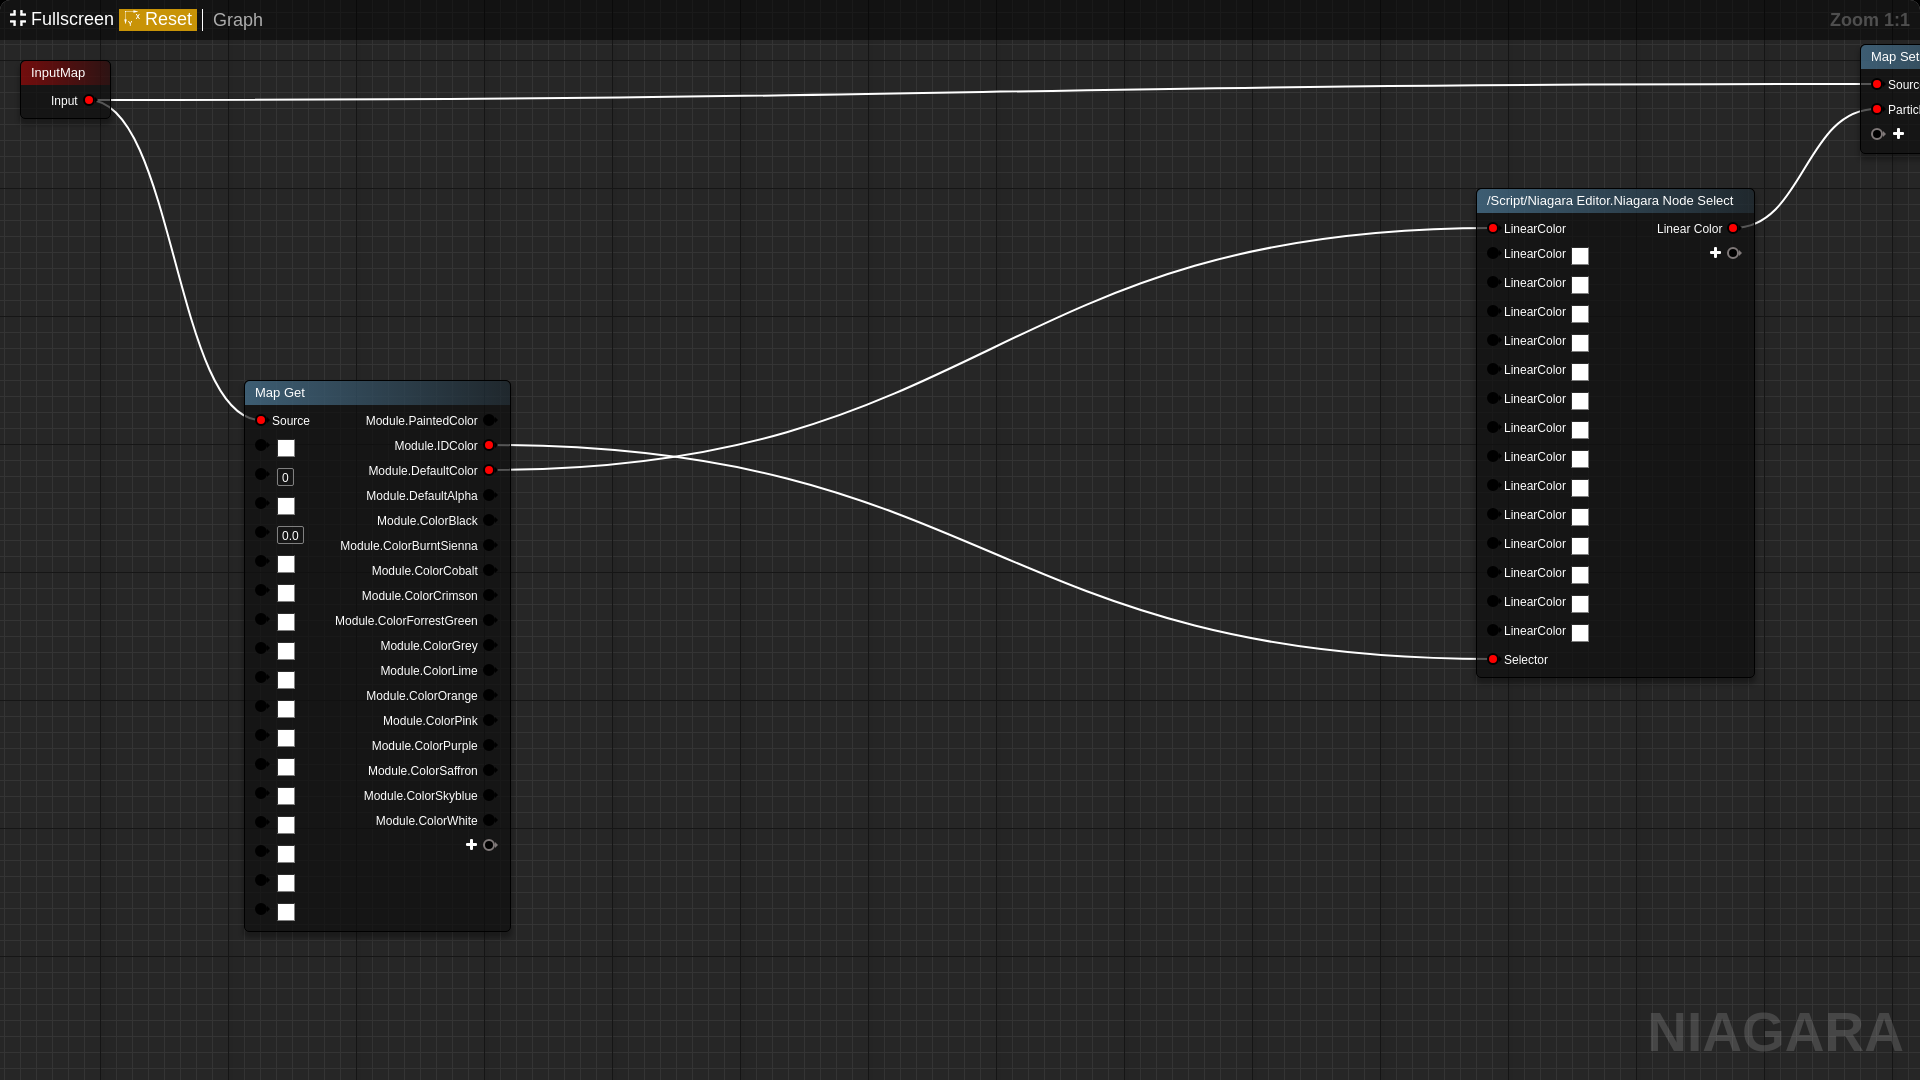 Fullscreen Reset Graph
Zoom 1:1
InputMap
Input
Map Set
Sourc
Partic
/Script/Niagara Editor.Niagara Node Select
LinearColor
Linear Color
LinearColor
LinearColor
LinearColor
LinearColor
LinearColor
LinearColor
LinearColor
LinearColor
LinearColor
LinearColor
LinearColor
LinearColor
LinearColor
LinearColor
Selector
Map Get
Source
0
0.0
Module.PaintedColor
Module.IDColor
Module.DefaultColor
Module.DefaultAlpha
Module.ColorBlack
Module.ColorBurntSienna
Module.ColorCobalt
Module.ColorCrimson
Module.ColorForrestGreen
Module.ColorGrey
Module.ColorLime
Module.ColorOrange
Module.ColorPink
Module.ColorPurple
Module.ColorSaffron
Module.ColorSkyblue
Module.ColorWhite
NIAGARA